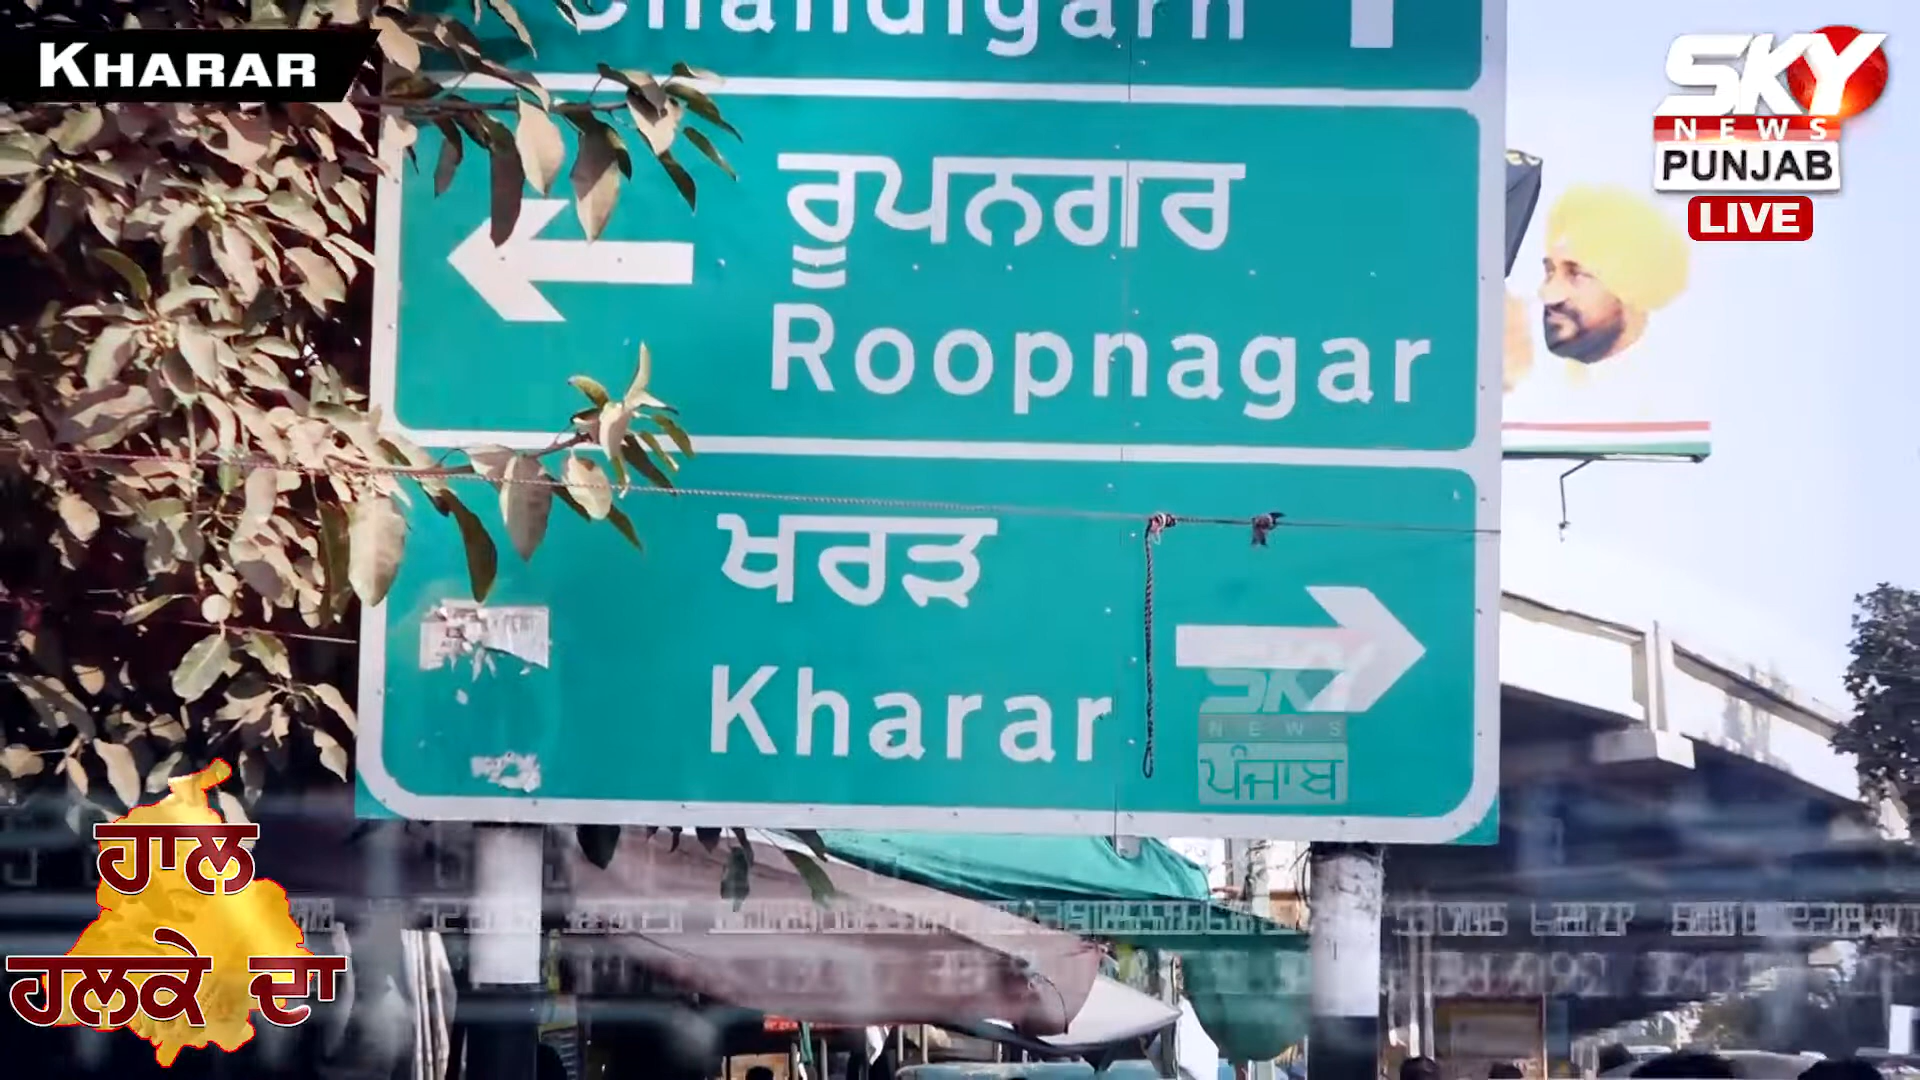 Chandigarh
KHARAR
SKY
NEWS
PUNJAB
LIVE
ਰੂਪਨਗਰ
Roopnagar
ਖਰੜ
Kharar
SKY
NEWS
ਪੰਜਾਬ
ਹਾਲ
ਹਲਕੇ ਦਾ